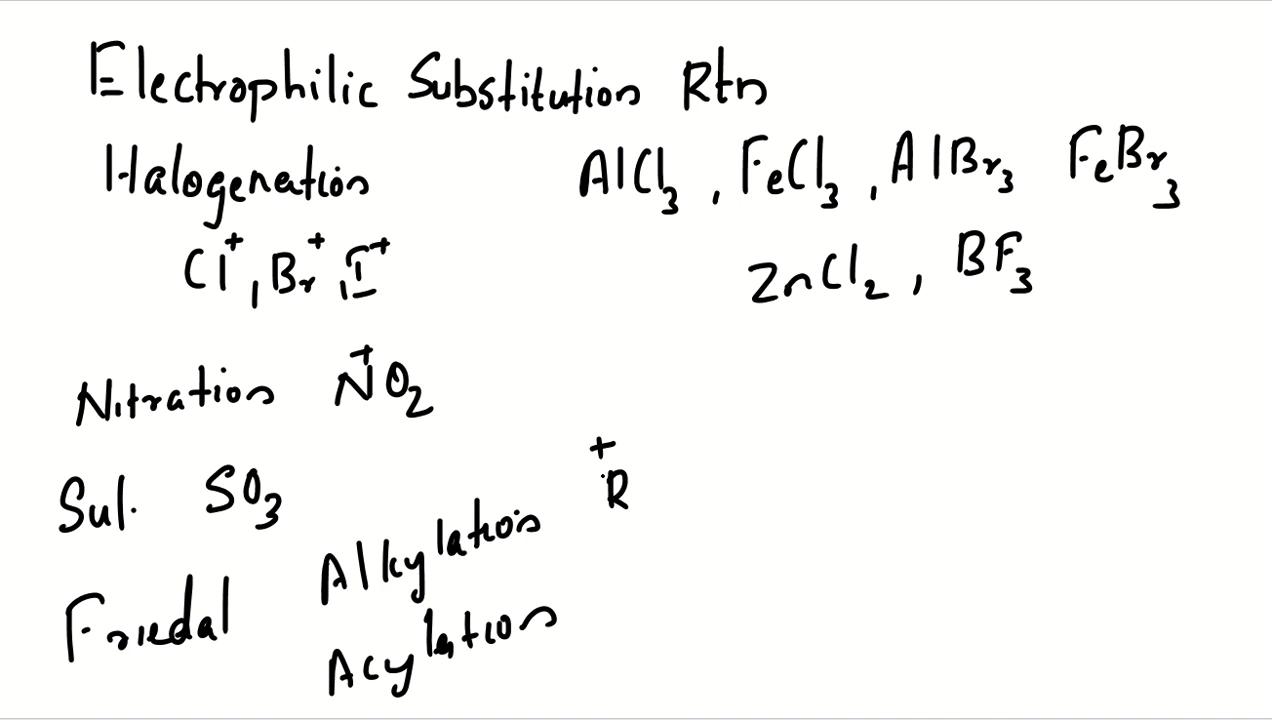 Electrophilic Substitution Rtn
Halogenation AlCl₃, FeCl₃, AlBr₃ FeBr₃
Cl⁺, Br⁺, I⁺ ZnCl₂, BF₃
Nitration N⁺O₂
Sul. SO₃
R⁺
Friedal Alkylation
Acylation